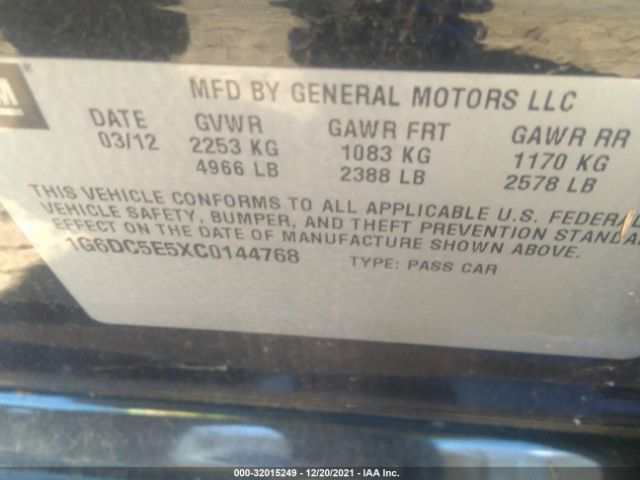 M ®
MFD BY GENERAL MOTORS LLC
DATE GVWR GAWR FRT GAWR RR
03/12 2253 KG 1083 KG 1170 KG
4966 LB 2388 LB 2578 LB
THIS VEHICLE CONFORMS TO ALL APPLICABLE U.S. FEDERAL
VEHICLE SAFETY, BUMPER, AND THEFT PREVENTION STANDA
EFFECT ON THE DATE OF MANUFACTURE SHOWN ABOVE.
1G6DC5E5XC0144768 TYPE: PASS CAR
000-32015249 - 12/20/2021 - IAA Inc.